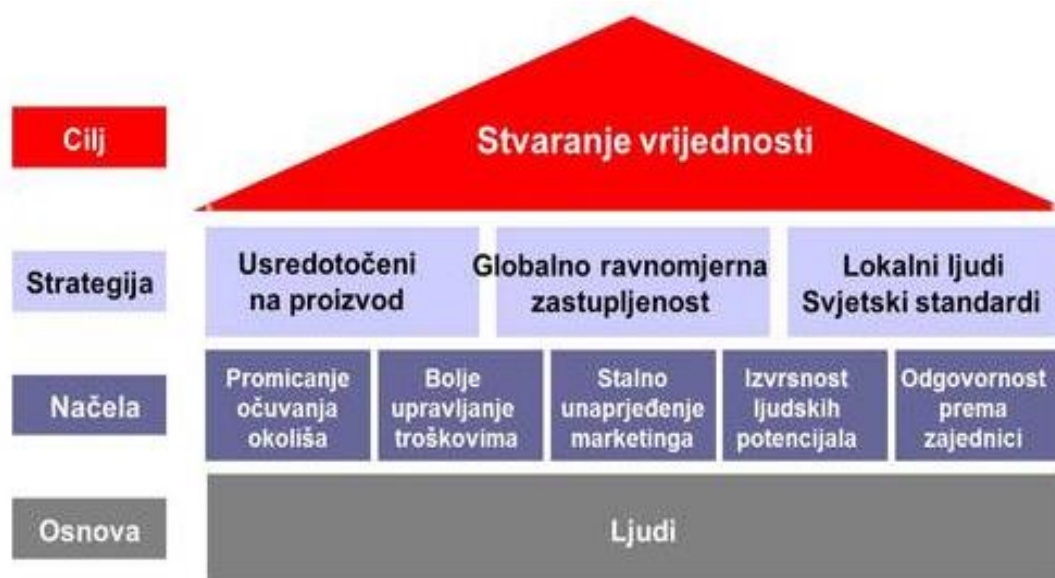 Cilj
Stvaranje vrijednosti
Strategija
Usredotočeni
na proizvod
Globalno ravnomjerna
zastupljenost
Lokalni ljudi
Svjetski standardi
Načela
Promicanje
očuvanja
okoliša
Bolje
upravljanje
troškovima
Stalno
unaprjeđenje
marketinga
Izvrsnost
ljudskih
potencijala
Odgovornost
prema
zajednici
Osnova
Ljudi